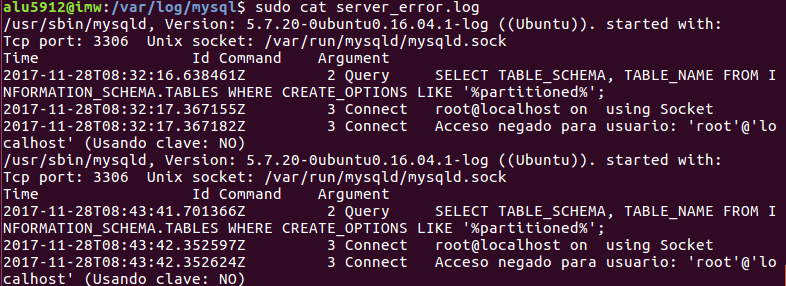 alu5912@imw:/var/log/mysql$ sudo cat server_error.log
/usr/sbin/mysqld, Version: 5.7.20-0ubuntu0.16.04.1-log ((Ubuntu)). started with:
Tcp port: 3306  Unix socket: /var/run/mysqld/mysqld.sock
Time                 Id Command    Argument
2017-11-28T08:32:16.638461Z         2 Query     SELECT TABLE_SCHEMA, TABLE_NAME FROM I
NFORMATION_SCHEMA.TABLES WHERE CREATE_OPTIONS LIKE '%partitioned%';
2017-11-28T08:32:17.367155Z         3 Connect   root@localhost on  using Socket
2017-11-28T08:32:17.367182Z         3 Connect   Acceso negado para usuario: 'root'@'lo
calhost' (Usando clave: NO)
/usr/sbin/mysqld, Version: 5.7.20-0ubuntu0.16.04.1-log ((Ubuntu)). started with:
Tcp port: 3306  Unix socket: /var/run/mysqld/mysqld.sock
Time                 Id Command    Argument
2017-11-28T08:43:41.701366Z         2 Query     SELECT TABLE_SCHEMA, TABLE_NAME FROM I
NFORMATION_SCHEMA.TABLES WHERE CREATE_OPTIONS LIKE '%partitioned%';
2017-11-28T08:43:42.352597Z         3 Connect   root@localhost on  using Socket
2017-11-28T08:43:42.352624Z         3 Connect   Acceso negado para usuario: 'root'@'lo
calhost' (Usando clave: NO)